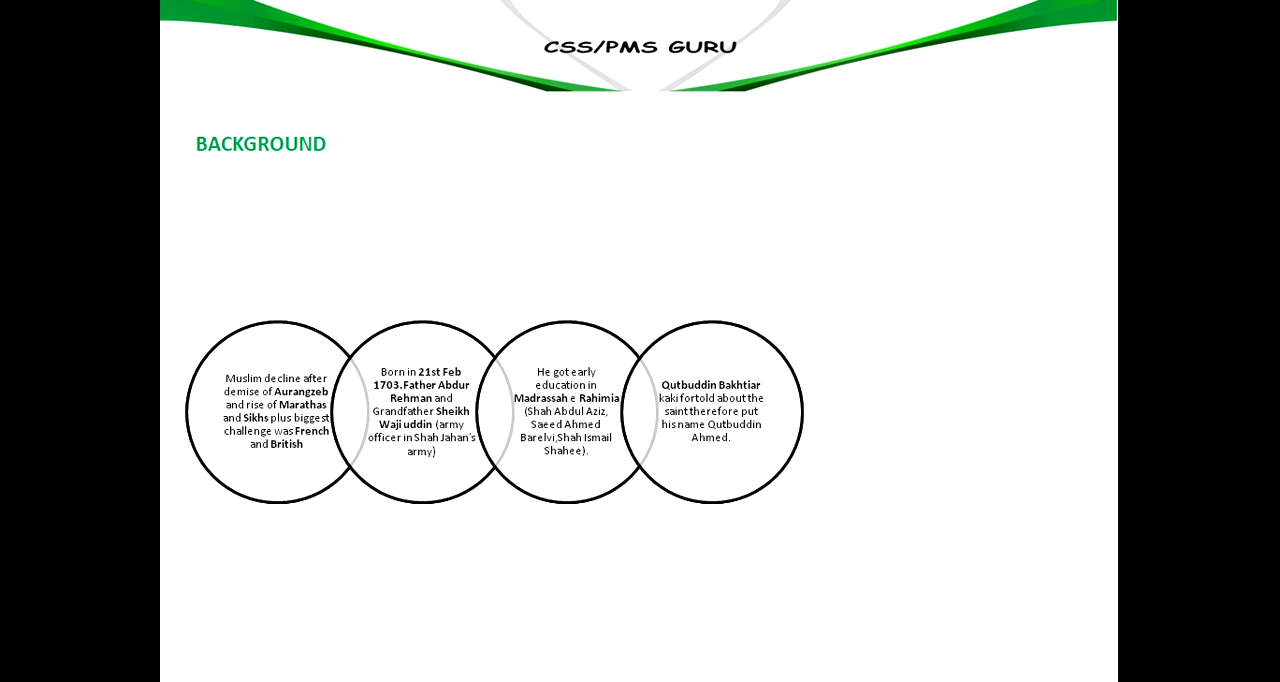 CSS/PMS GURU
BACKGROUND
Muslim decline after
demise of Aurangzeb
and rise of Marathas
and Sikhs plus biggest
challenge was French
and British
Born in 21st Feb
1703.Father Abdur
Rehman and
Grandfather Sheikh
Wajiuddin (army
officer in Shah Jahan's
army)
He got early
education in
Madrassah e Rahimia
(Shah Abdul Aziz,
Saeed Ahmed
Barelvi,Shah Ismail
Shahee).
Qutbuddin Bakhtiar
kaki fortold about the
saint therefore put
his name Qutbuddin
Ahmed.